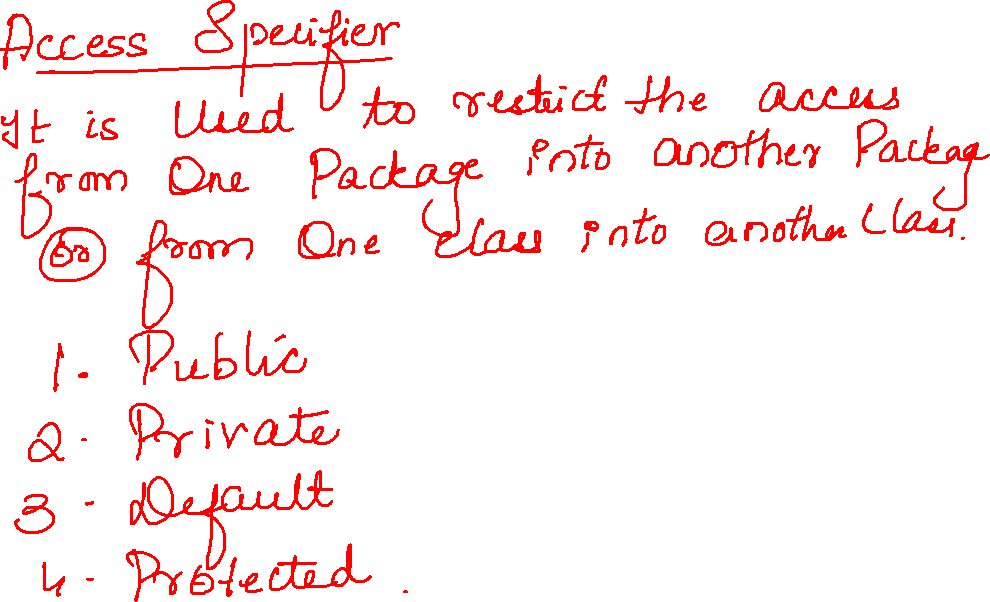 Access Specifier
It is Used to restrict the access
from One Package into another Package
(or) from One class into another Class.
1. Public
2. Private
3. Default
4. Protected.